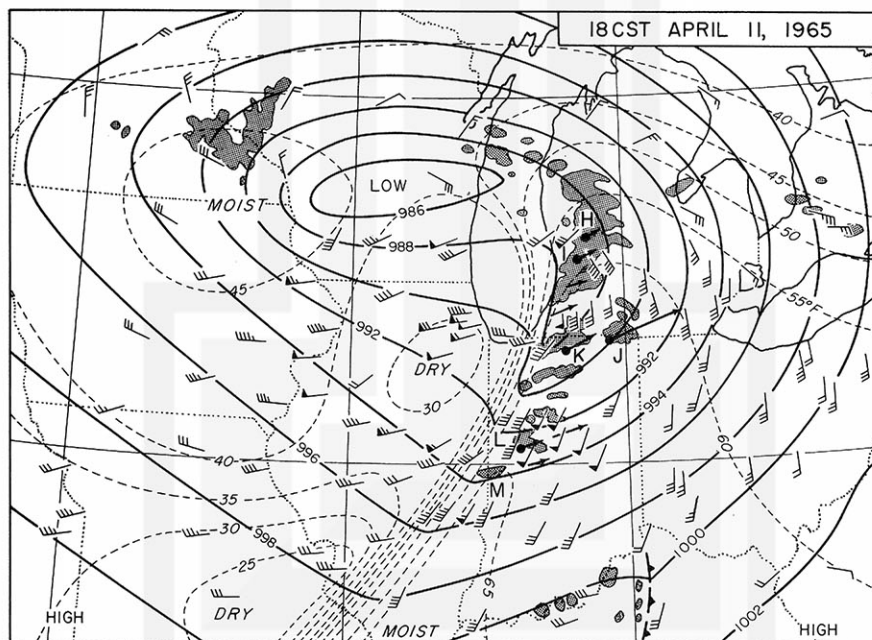 18CST APRIL 11, 1965
40
45
50
55°F
LOW
986
988
MOIST
45
H
992
K
J
992
DRY
30
994
L
996
M
60
40
35
30
998
25
65
1000
1002
HIGH
DRY
MOIST
HIGH